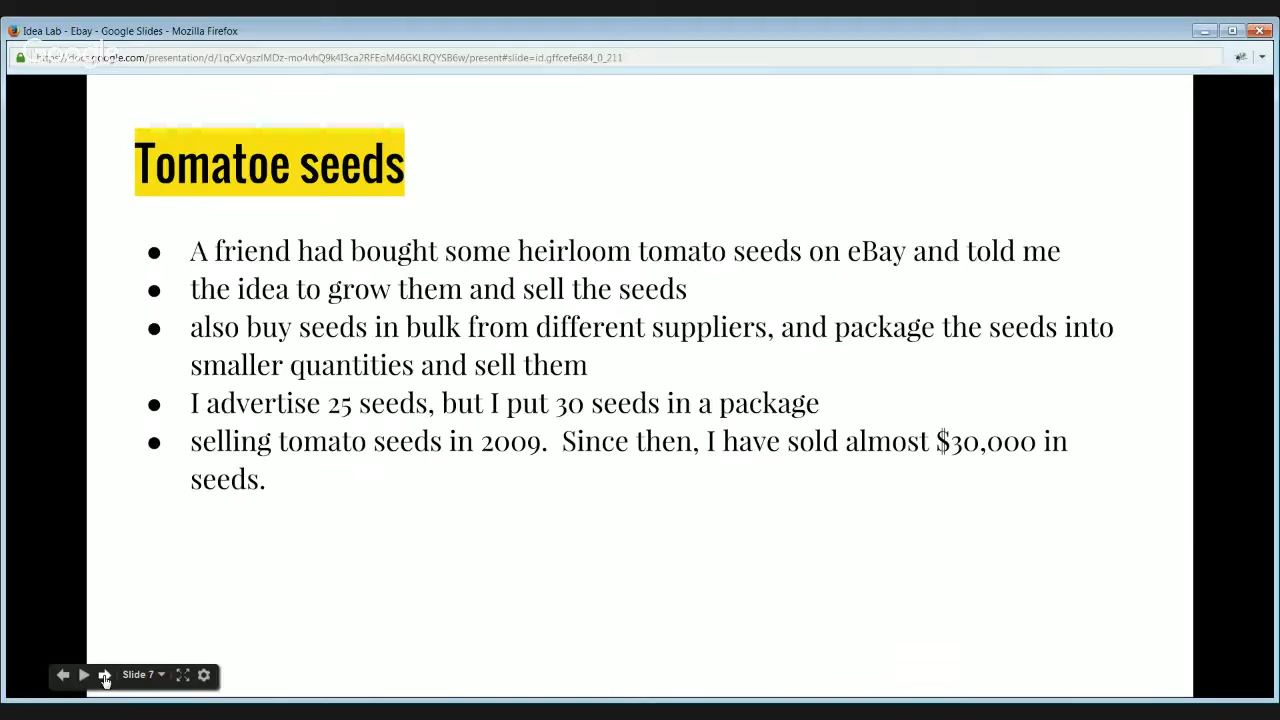 Idea Lab - Ebay - Google Slides - Mozilla Firefox
Google
Tomatoe seeds
● A friend had bought some heirloom tomato seeds on eBay and told me
● the idea to grow them and sell the seeds
● also buy seeds in bulk from different suppliers, and package the seeds into
smaller quantities and sell them
● I advertise 25 seeds, but I put 30 seeds in a package
● selling tomato seeds in 2009.  Since then, I have sold almost $30,000 in
seeds.
Slide 7